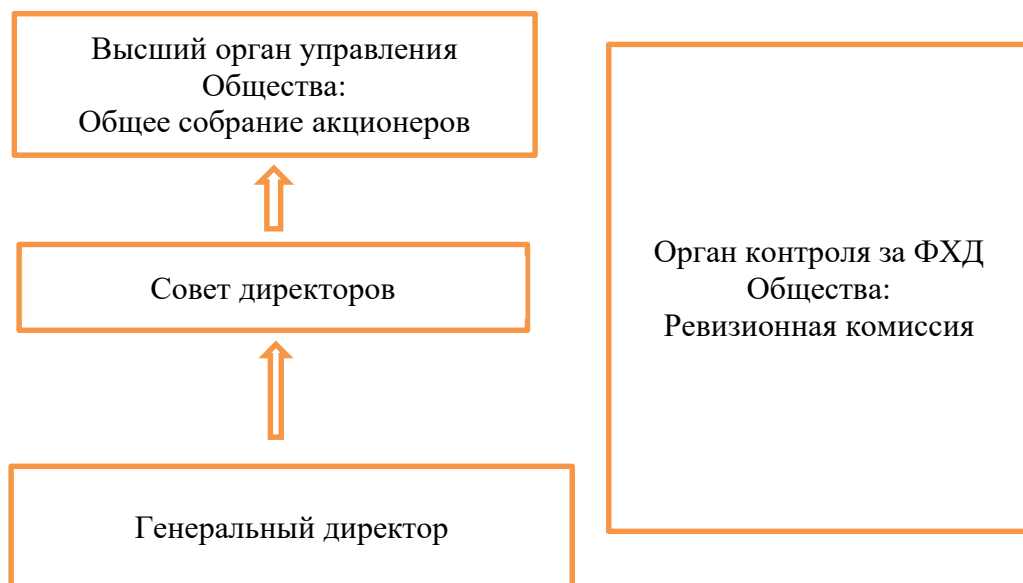 Высший орган управления
Общества:
Общее собрание акционеров
Совет директоров
Генеральный директор
Орган контроля за ФХД
Общества:
Ревизионная комиссия